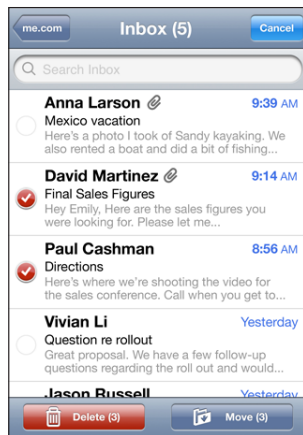 me.com
Inbox (5)
Cancel
Search Inbox
Anna Larson 9:39 AM
Mexico vacation
Here's a photo I took of Sandy kayaking. We
also rented a boat and did a bit of fishing...
David Martinez 9:14 AM
Final Sales Figures
Hey Emily, Here are the sales figures you
were looking for. Please let me...
Paul Cashman 8:56 AM
Directions
Here's where we're shooting the video for
the sales conference. Call when you get to...
Vivian Li Yesterday
Question re rollout
Great proposal. We have a few follow-up
questions regarding the roll out and would...
Jason Russell Yesterday
Delete (3)
Move (3)